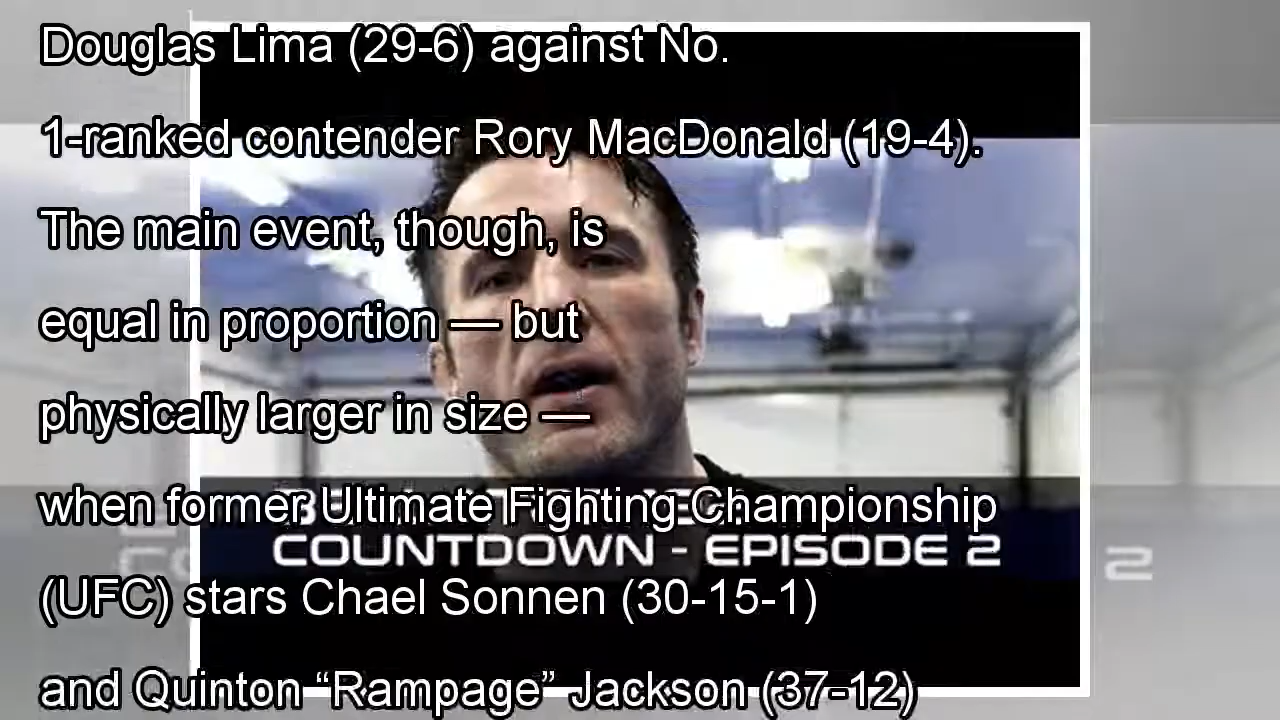 Douglas Lima (29-6) against No.
1-ranked contender Rory MacDonald (19-4).
The main event, though, is
equal in proportion — but
physically larger in size —
when former Ultimate Fighting Championship
COUNTDOWN - EPISODE 2
2
(UFC) stars Chael Sonnen (30-15-1)
and Quinton “Rampage” Jackson (37-12)